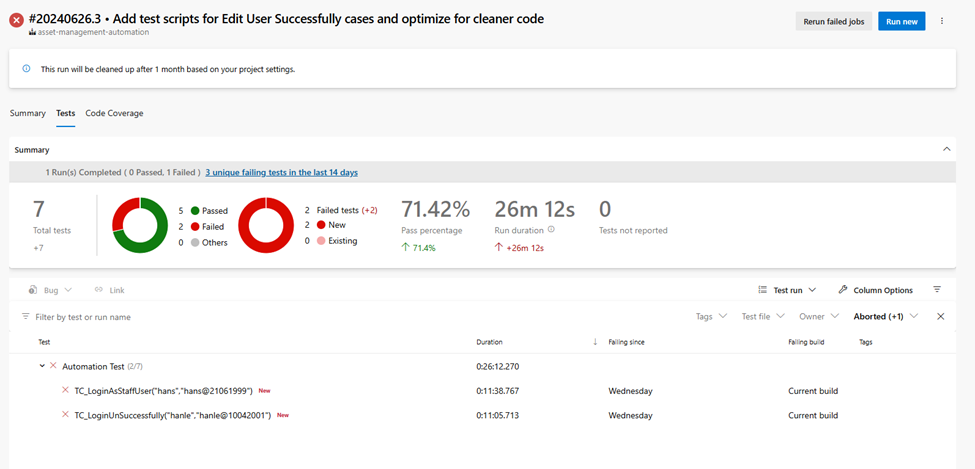 #20240626.3 • Add test scripts for Edit User Successfully cases and optimize for cleaner code
asset-management-automation
Rerun failed jobs
Run new
This run will be cleaned up after 1 month based on your project settings.
Summary Tests Code Coverage
Summary
1 Run(s) Completed ( 0 Passed, 1 Failed ) 3 unique failing tests in the last 14 days
7
Total tests
+7
5 Passed
2 Failed
0 Others
2 Failed tests (+2)
2 New
0 Existing
71.42%
Pass percentage
71.4%
26m 12s
Run duration
+26m 12s
0
Tests not reported
Bug Link Test run Column Options
Filter by test or run name Tags Test file Owner Aborted (+1)
Test Duration Failing since Failing build Tags
Automation Test (2/7) 0:26:12.270
TC_LoginAsStaffUser("hans","hans@21061999") New 0:11:38.767 Wednesday Current build
TC_LoginUnSuccessfully("hanle","hanle@10042001") New 0:11:05.713 Wednesday Current build